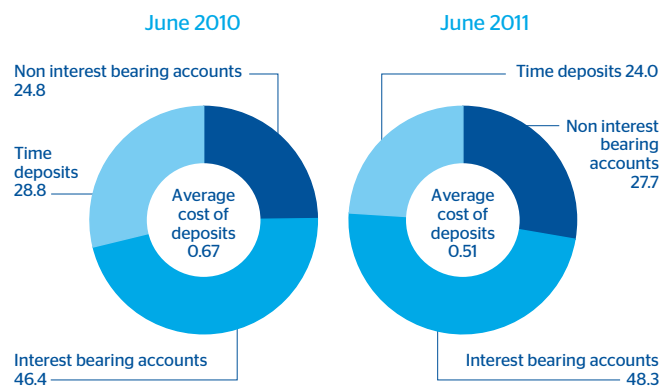 June 2010
Non interest bearing accounts
24.8
Time
deposits
28.8
Average
cost of
deposits
0.67
Interest bearing accounts
46.4
June 2011
Time deposits 24.0
Non interest
bearing
accounts
27.7
Average
cost of
deposits
0.51
Interest bearing accounts
48.3